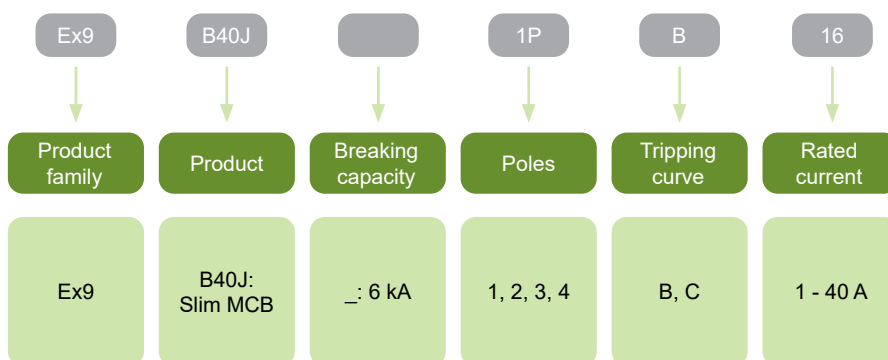 Ex9
B40J
1P
B
16
Product
family
Product
Breaking
capacity
Poles
Tripping
curve
Rated
current
Ex9
B40J:
Slim MCB
_: 6 kA
1, 2, 3, 4
B, C
1 - 40 A